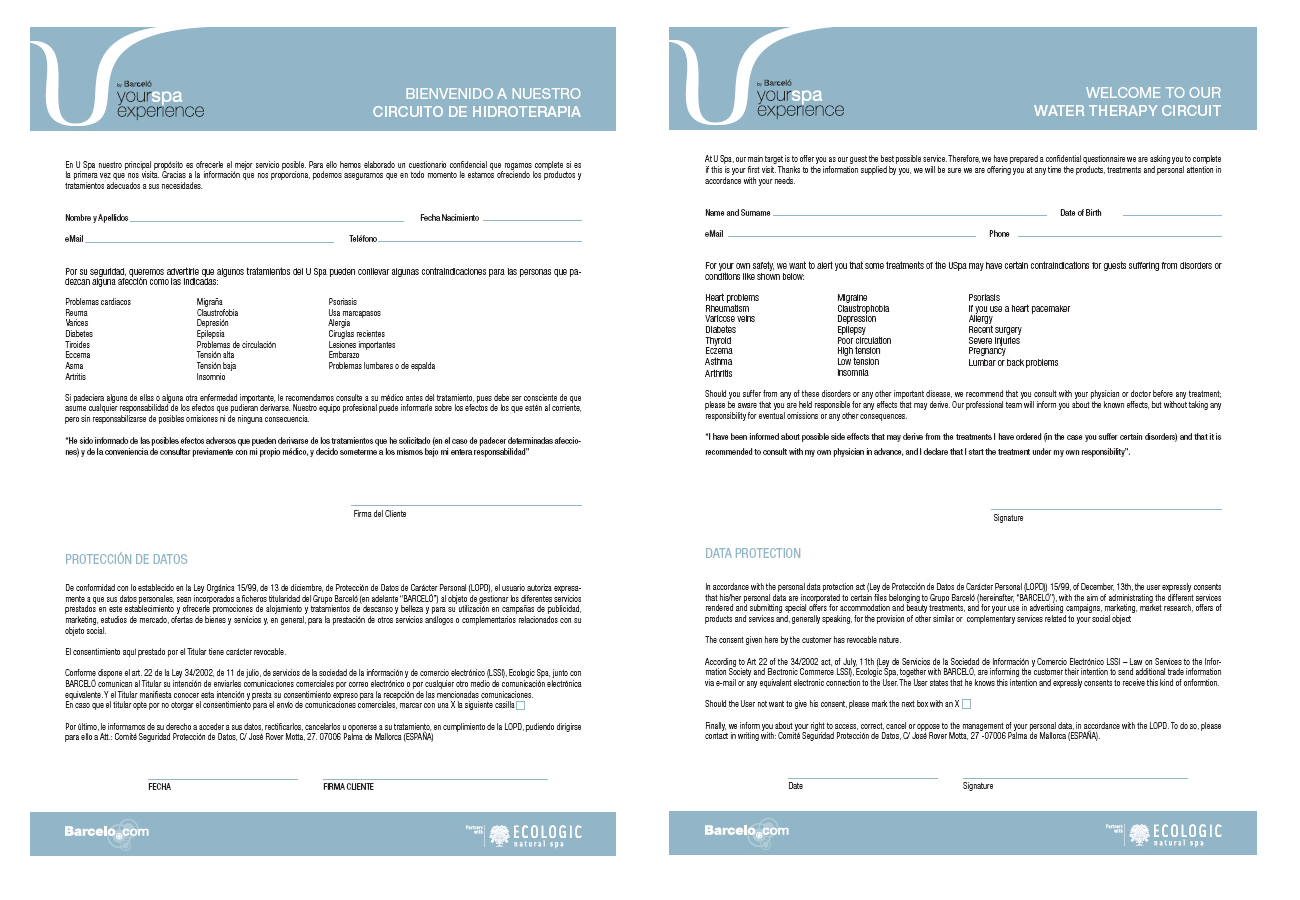 by Barceló
yourspa
experience
BIENVENIDO A NUESTRO
CIRCUITO DE HIDROTERAPIA
En U Spa nuestro principal propósito es ofrecerle el mejor servicio posible. Para ello hemos elaborado un cuestionario confidencial que rogamos complete si es
la primera vez que nos visita. Gracias a la información que nos proporciona, podemos asegurarnos que en todo momento le estamos ofreciendo los productos y
tratamientos adecuados a sus necesidades.
Nombre y Apellidos Fecha Nacimiento
eMail Teléfono
Por su seguridad, queremos advertirle que algunos tratamientos del U Spa pueden conllevar algunas contraindicaciones para las personas que pa-
dezcan alguna afección como las indicadas:
Problemas cardiacos Migraña Psoriasis
Reuma Claustrofobia Usa marcapasos
Varices Depresión Alergia
Diabetes Epilepsia Cirugías recientes
Tiroides Problemas de circulación Lesiones importantes
Eccema Tensión alta Embarazo
Asma Tensión baja Problemas lumbares o de espalda
Artritis Insomnio
Si padeciera alguna de ellas o alguna otra enfermedad importante, le recomendamos consulte a su médico antes del tratamiento, pues debe ser consciente de que
asume cualquier responsabilidad de los efectos que pudieran derivarse. Nuestro equipo profesional puede informarle sobre los efectos de los que estén al corriente,
pero sin responsabilizarse de posibles omisiones ni de ninguna consecuencia.
"He sido informado de las posibles efectos adversos que pueden derivarse de los tratamientos que he solicitado (en el caso de padecer determinadas afeccio-
nes) y de la conveniencia de consultar previamente con mi propio médico, y decido someterme a los mismos bajo mi entera responsabilidad"
Firma del Cliente
PROTECCIÓN DE DATOS
De conformidad con lo establecido en la Ley Orgánica 15/99, de 13 de diciembre, de Protección de Datos de Carácter Personal (LOPD), el usuario autoriza expresa-
mente a que sus datos personales, sean incorporados a ficheros titularidad del Grupo Barceló (en adelante "BARCELÓ") al objeto de gestionar los diferentes servicios
prestados en este establecimiento y ofrecerle promociones de alojamiento y tratamientos de descanso y belleza y para su utilización en campañas de publicidad,
marketing, estudios de mercado, ofertas de bienes y servicios y, en general, para la prestación de otros servicios análogos o complementarios relacionados con su
objeto social.
El consentimiento aquí prestado por el Titular tiene carácter revocable.
Conforme dispone el art. 22 de la Ley 34/2002, de 11 de julio, de servicios de la sociedad de la información y de comercio electrónico (LSSI), Ecologic Spa, junto con
BARCELÓ comunican al Titular su intención de enviarles comunicaciones comerciales por correo electrónico o por cualquier otro medio de comunicación electrónica
equivalente. Y el Titular manifiesta conocer esta intención y presta su consentimiento expreso para la recepción de las mencionadas comunicaciones.
En caso que el titular opte por no otorgar el consentimiento para el envío de comunicaciones comerciales, marcar con una X la siguiente casilla
Por último, le informamos de su derecho a acceder a sus datos, rectificarlos, cancelarlos u oponerse a su tratamiento, en cumplimiento de la LOPD, pudiendo dirigirse
para ello a Att.: Comité Seguridad Protección de Datos, C/ José Rover Motta, 27. 07006 Palma de Mallorca (ESPAÑA)
FECHA FIRMA CLIENTE
Barcelo.com
Partners with ECOLOGIC
natural spa
by Barceló
yourspa
experience
WELCOME TO OUR
WATER THERAPY CIRCUIT
At U Spa, our main target is to offer you as our guest the best possible service. Therefore, we have prepared a confidential questionnaire we are asking you to complete
if this is your first visit. Thanks to the information supplied by you, we will be sure we are offering you at any time the products, treatments and personal attention in
accordance with your needs.
Name and Surname Date of Birth
eMail Phone
For your own safety, we want to alert you that some treatments of the USpa may have certain contraindications for guests suffering from disorders or
conditions like shown below:
Heart problems Migraine Psoriasis
Rheumatism Claustrophobia If you use a heart pacemaker
Varicose veins Depression Allergy
Diabetes Epilepsy Recent surgery
Thyroid Poor circulation Severe injuries
Eczema High tension Pregnancy
Asthma Low tension Lumbar or back problems
Arthritis Insomnia
Should you suffer from any of these disorders or any other important disease, we recommend that you consult with your physician or doctor before any treatment;
please be aware that you are held responsible for any effects that may derive. Our professional team will inform you about the known effects, but without taking any
responsibility for eventual omissions or any other consequences.
"I have been informed about possible side effects that may derive from the treatments I have ordered (in the case you suffer certain disorders) and that it is
recommended to consult with my own physician in advance, and I declare that I start the treatment under my own responsibility".
Signature
DATA PROTECTION
In accordance with the personal data protection act (Ley de Protección de Datos de Carácter Personal (LOPD)) 15/99, of December, 13th, the user expressly consents
that his/her personal data are incorporated to certain files belonging to Grupo Barceló (hereinafter, "BARCELÓ"), with the aim of administrating the different services
rendered and submitting special offers for accommodation and beauty treatments, and for your use in advertising campaigns, marketing, market research, offers of
products and services and, generally speaking, for the provision of other similar or complementary services related to your social object
The consent given here by the customer has revocable nature.
According to Art 22 of the 34/2002 act, of July, 11th (Ley de Servicios de la Sociedad de Información y Comercio Electrónico LSSI – Law on Services to the Infor-
mation Society and Electronic Commerce LSSI), Ecologic Spa, together with BARCELÓ, are informing the customer their intention to send additional trade information
via e-mail or any equivalent electronic connection to the User. The User states that he knows this intention and expressly consents to receive this kind of onformtion.
Should the User not want to give his consent, please mark the next box with an X
Finally, we inform you about your right to access, correct, cancel or oppose to the management of your personal data, in accordance with the LOPD. To do so, please
contact in writing with: Comité Seguridad Protección de Datos, C/ José Rover Motta, 27 -07006 Palma de Mallorca (ESPAÑA).
Date Signature
Barcelo.com
Partners with ECOLOGIC
natural spa